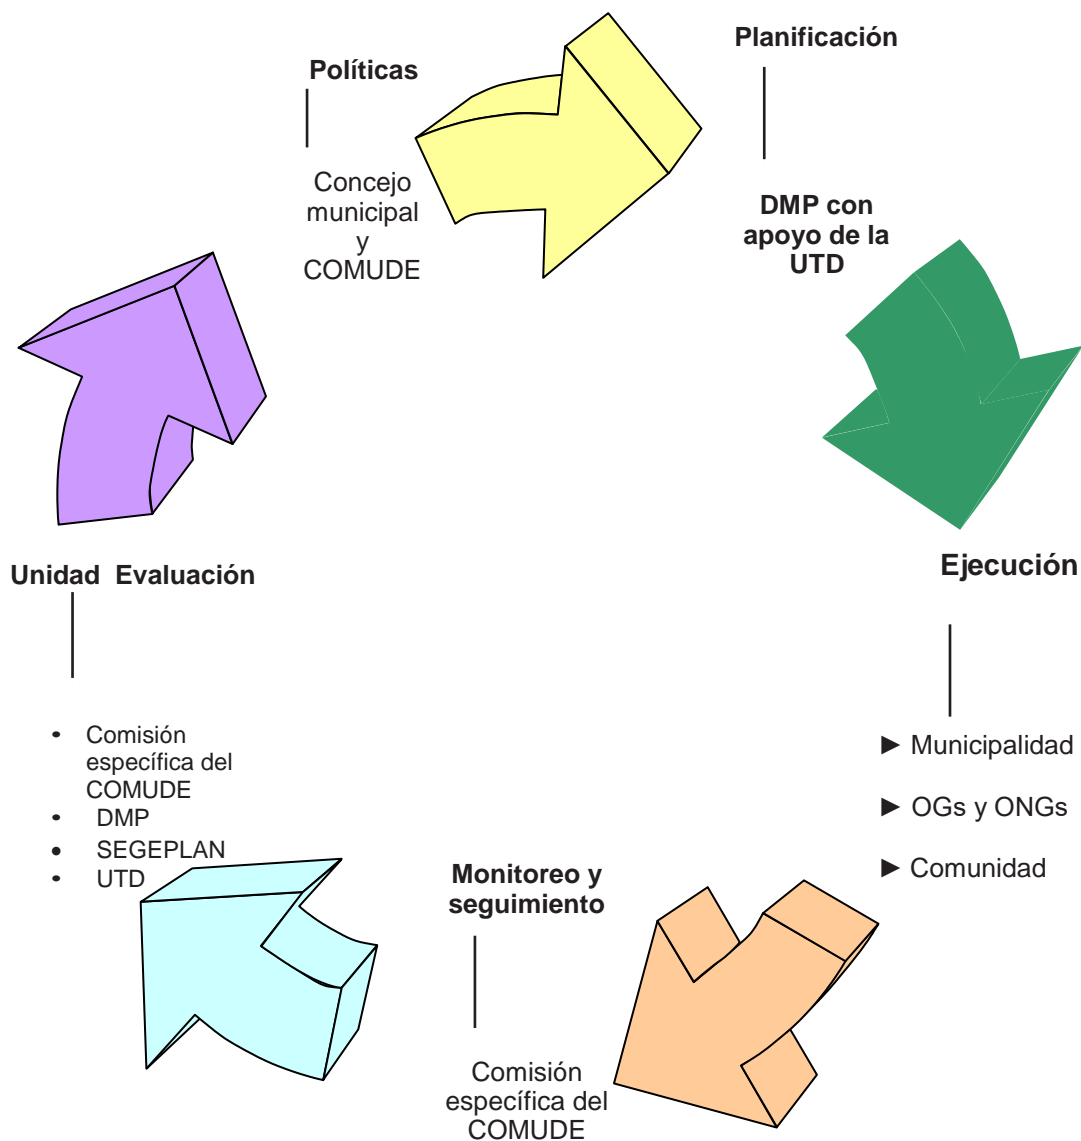 Políticas
Concejo
municipal
y
COMUDE
Planificación
DMP con
apoyo de la
UTD
Ejecución
► Municipalidad
► OGs y ONGs
► Comunidad
Monitoreo y
seguimiento
Comisión
específica del
COMUDE
Unidad Evaluación
• Comisión
específica del
COMUDE
• DMP
• SEGEPLAN
• UTD